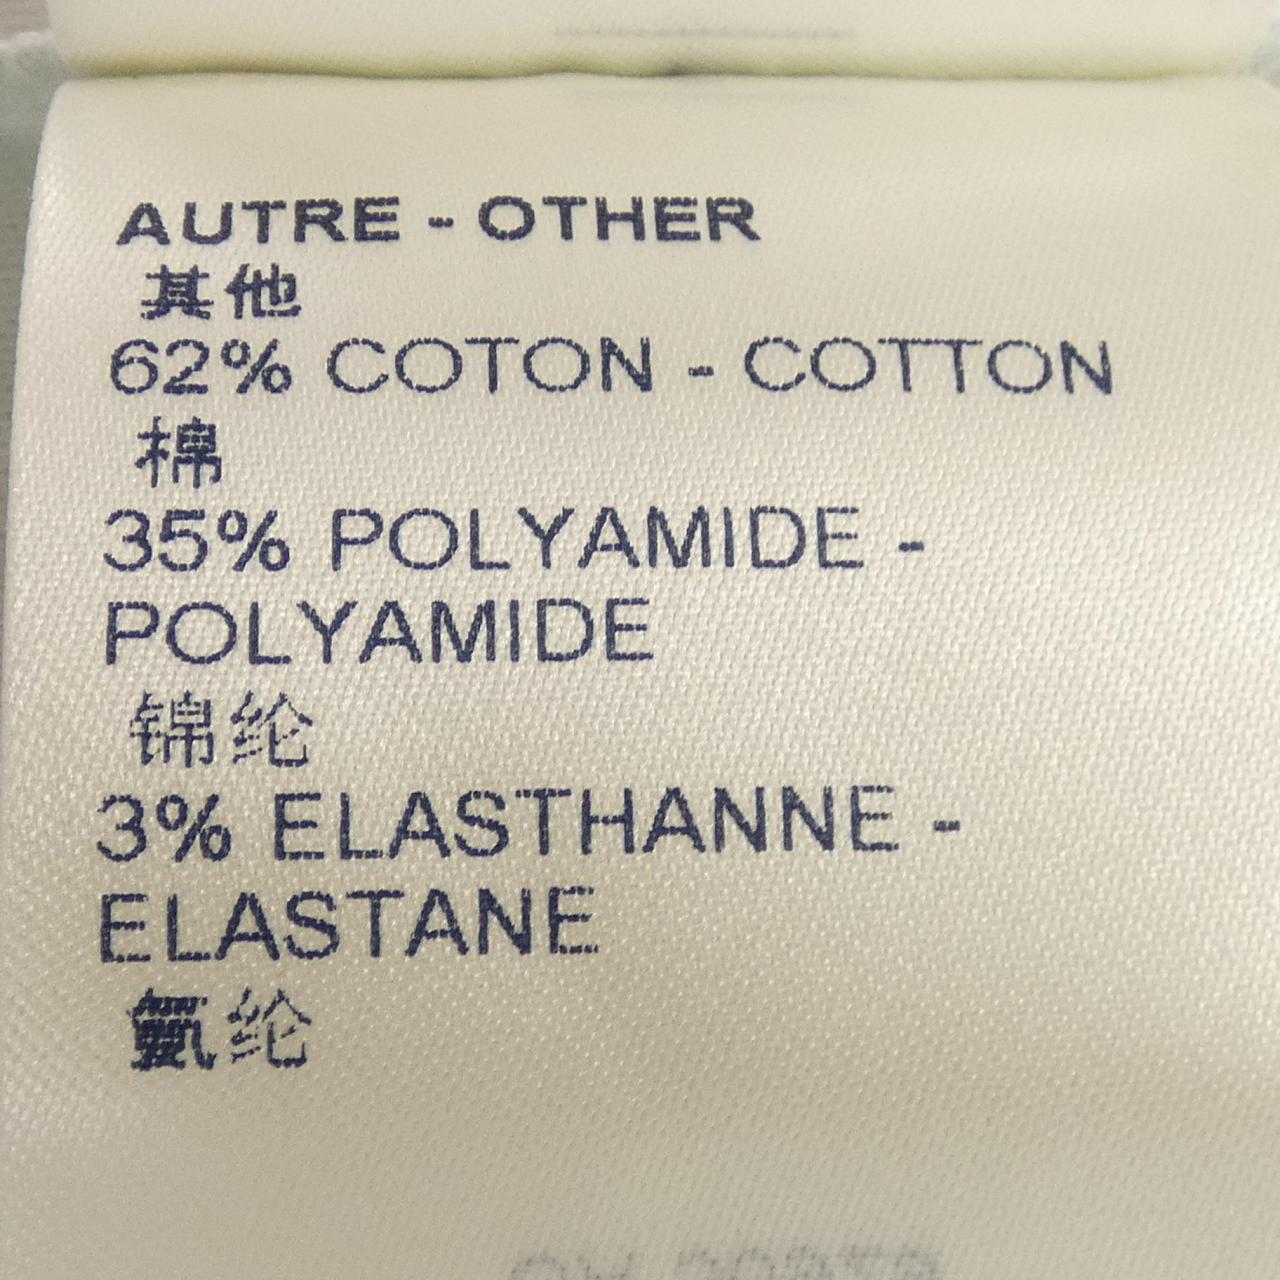 AUTRE - OTHER
其他
62% COTON - COTTON
棉
35% POLYAMIDE -
POLYAMIDE
锦纶
3% ELASTHANNE -
ELASTANE
氨纶